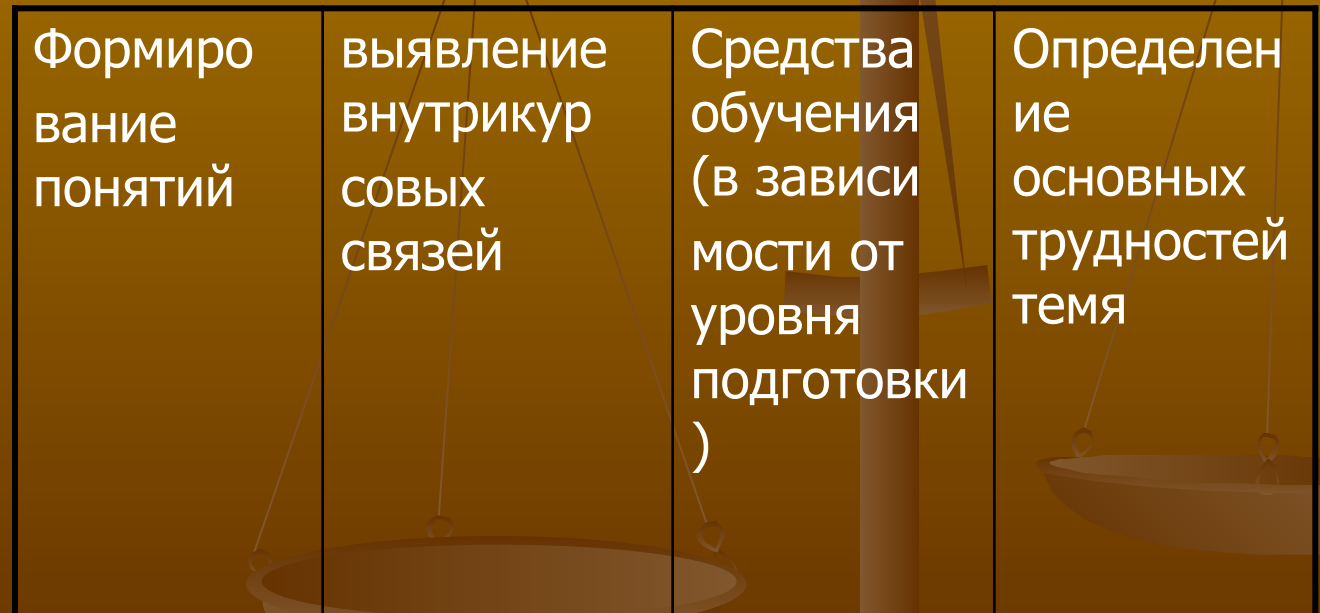 Формиро
вание
понятий
выявление
внутрикур
совых
связей
Средства
обучения
(в зависи
мости от
уровня
подготовки
)
Определен
ие
основных
трудностей
темя